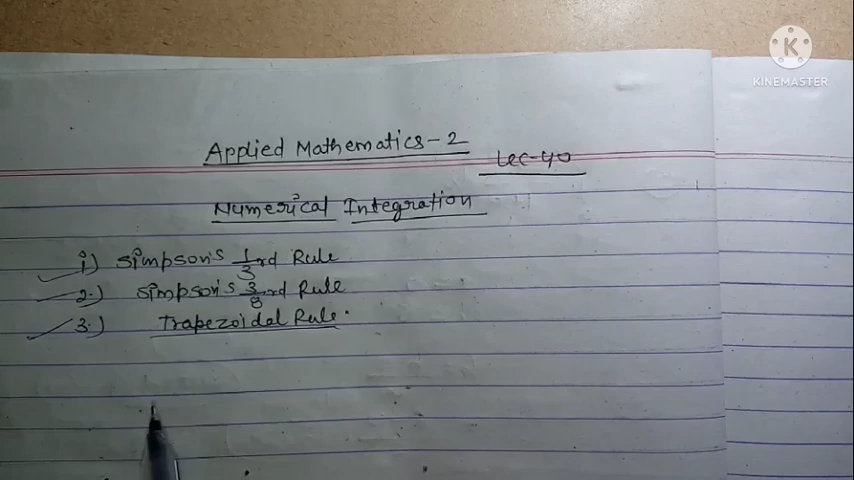 KINEMASTER
Applied Mathematics-2
Lec-40
Numerical Integration
i) Simpson's 1/3rd Rule
2.) Simpson's 3/8rd Rule
3.) Trapezoidal Rule.